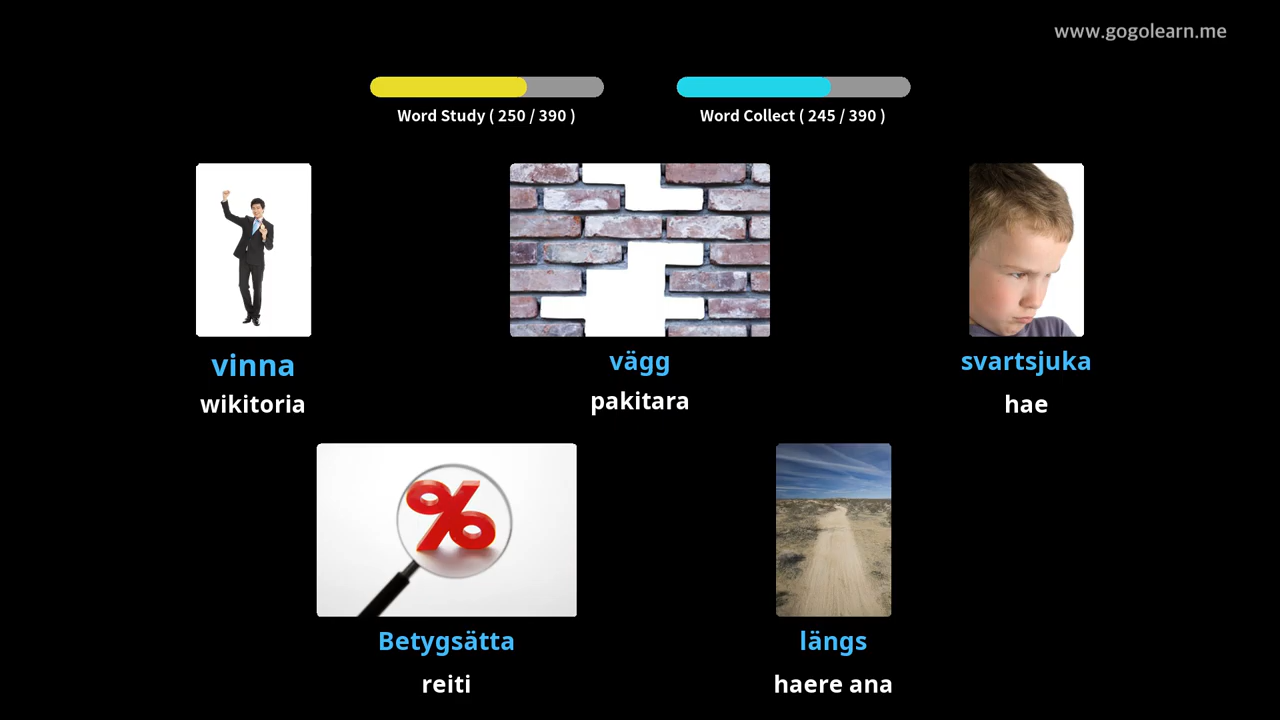 www.gogolearn.me
Word Study ( 250 / 390 )
Word Collect ( 245 / 390 )
vinna
wikitoria
vägg
pakitara
svartsjuka
hae
Betygsätta
reiti
längs
haere ana